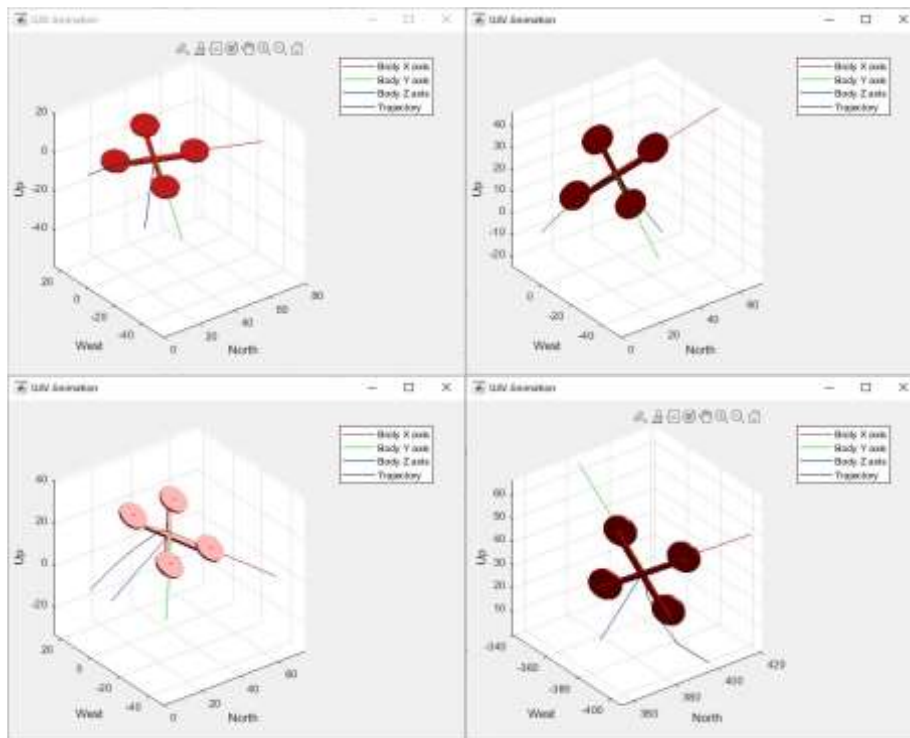 UAV Animation
Body X axis
Body Y axis
Body Z axis
Trajectory
20
0
-20
-40
Up
20
0
-20
-40
West
0
20
40
60
80
North
UAV Animation
Body X axis
Body Y axis
Body Z axis
Trajectory
40
30
20
10
0
-10
-20
Up
0
-20
-40
West
0
20
40
60
North
UAV Animation
Body X axis
Body Y axis
Body Z axis
Trajectory
40
20
0
-20
Up
20
0
-20
-40
West
0
20
40
60
North
UAV Animation
Body X axis
Body Y axis
Body Z axis
Trajectory
60
50
40
30
20
10
Up
-340
-360
-380
-400
West
360
380
400
420
North